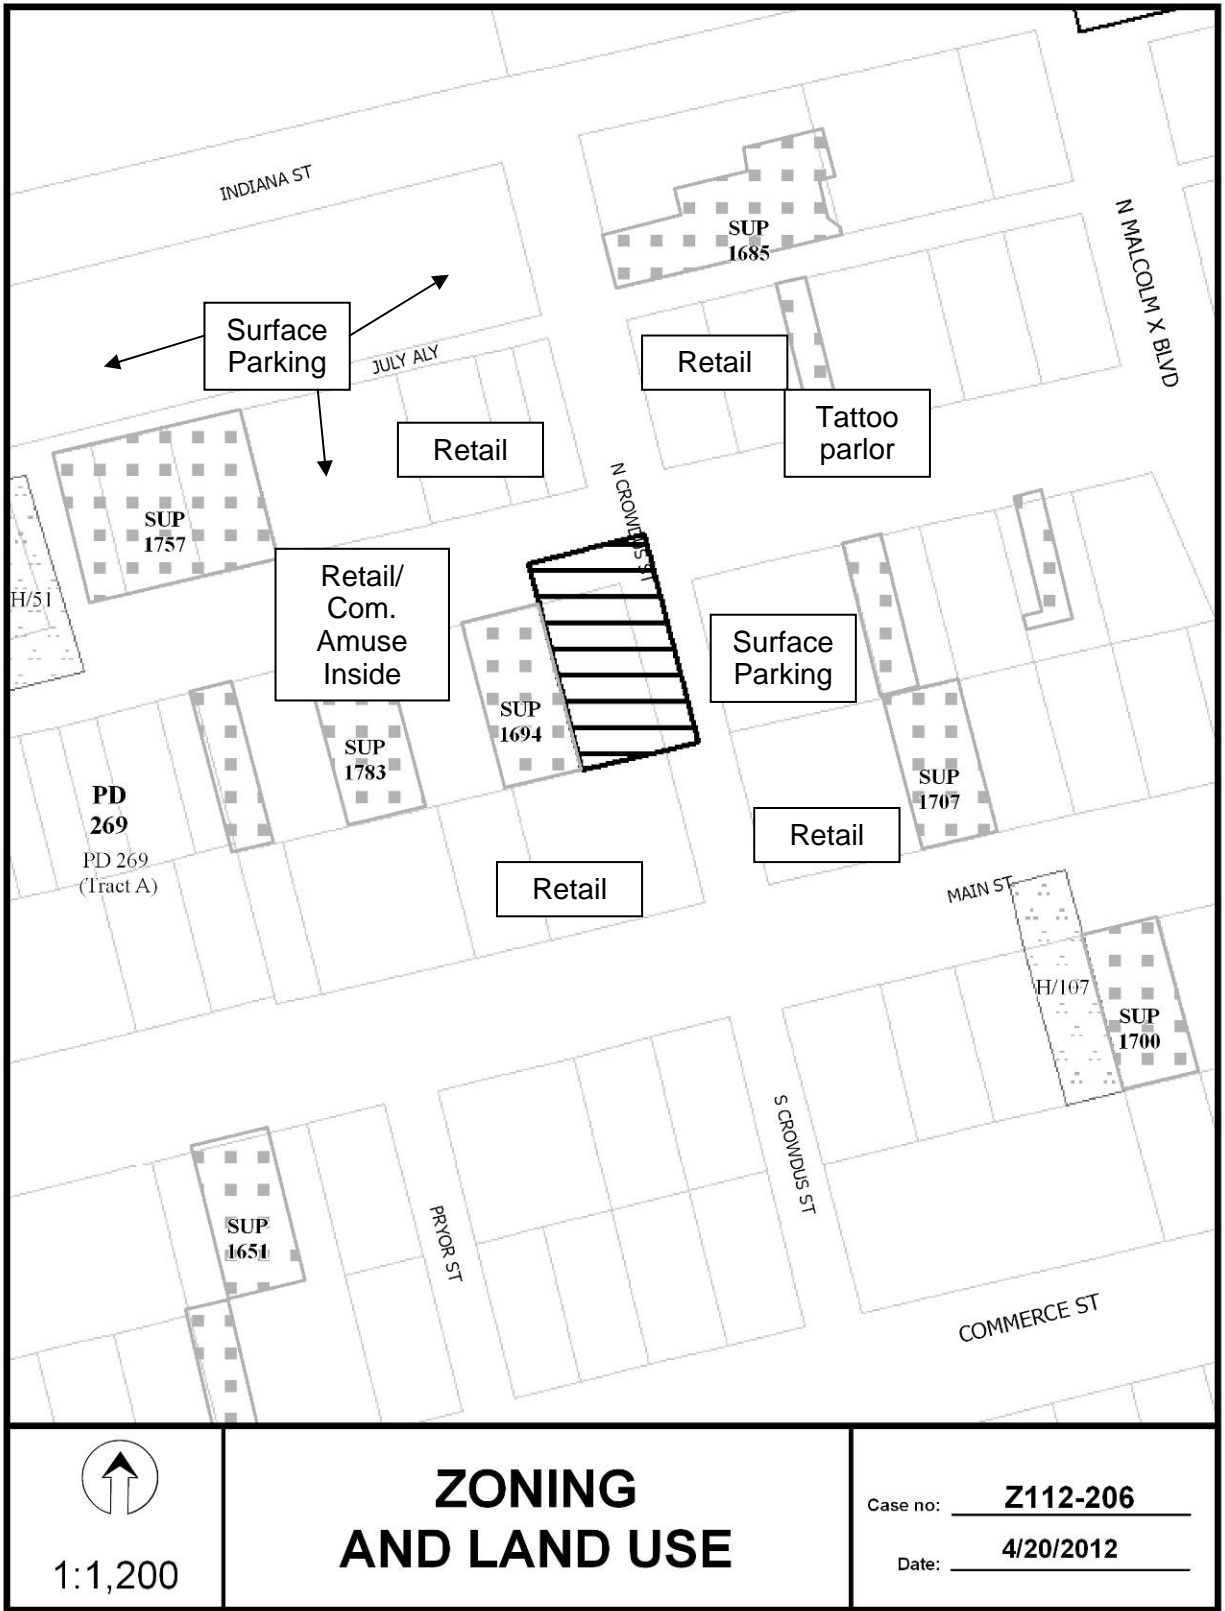 INDIANA ST
SUP
1685
N MALCOLM X BLVD
Surface
Parking
JULY ALY
Retail
Retail
Tattoo
parlor
N CROWDUS ST
SUP
1757
H/51
Retail/
Com.
Amuse
Inside
Surface
Parking
SUP
1694
SUP
1783
SUP
1707
PD
269
PD 269
(Tract A)
Retail
Retail
MAIN ST
H/107
SUP
1700
S CROWDUS ST
PRYOR ST
SUP
1651
COMMERCE ST
1:1,200
ZONING
AND LAND USE
Case no: Z112-206
Date: 4/20/2012